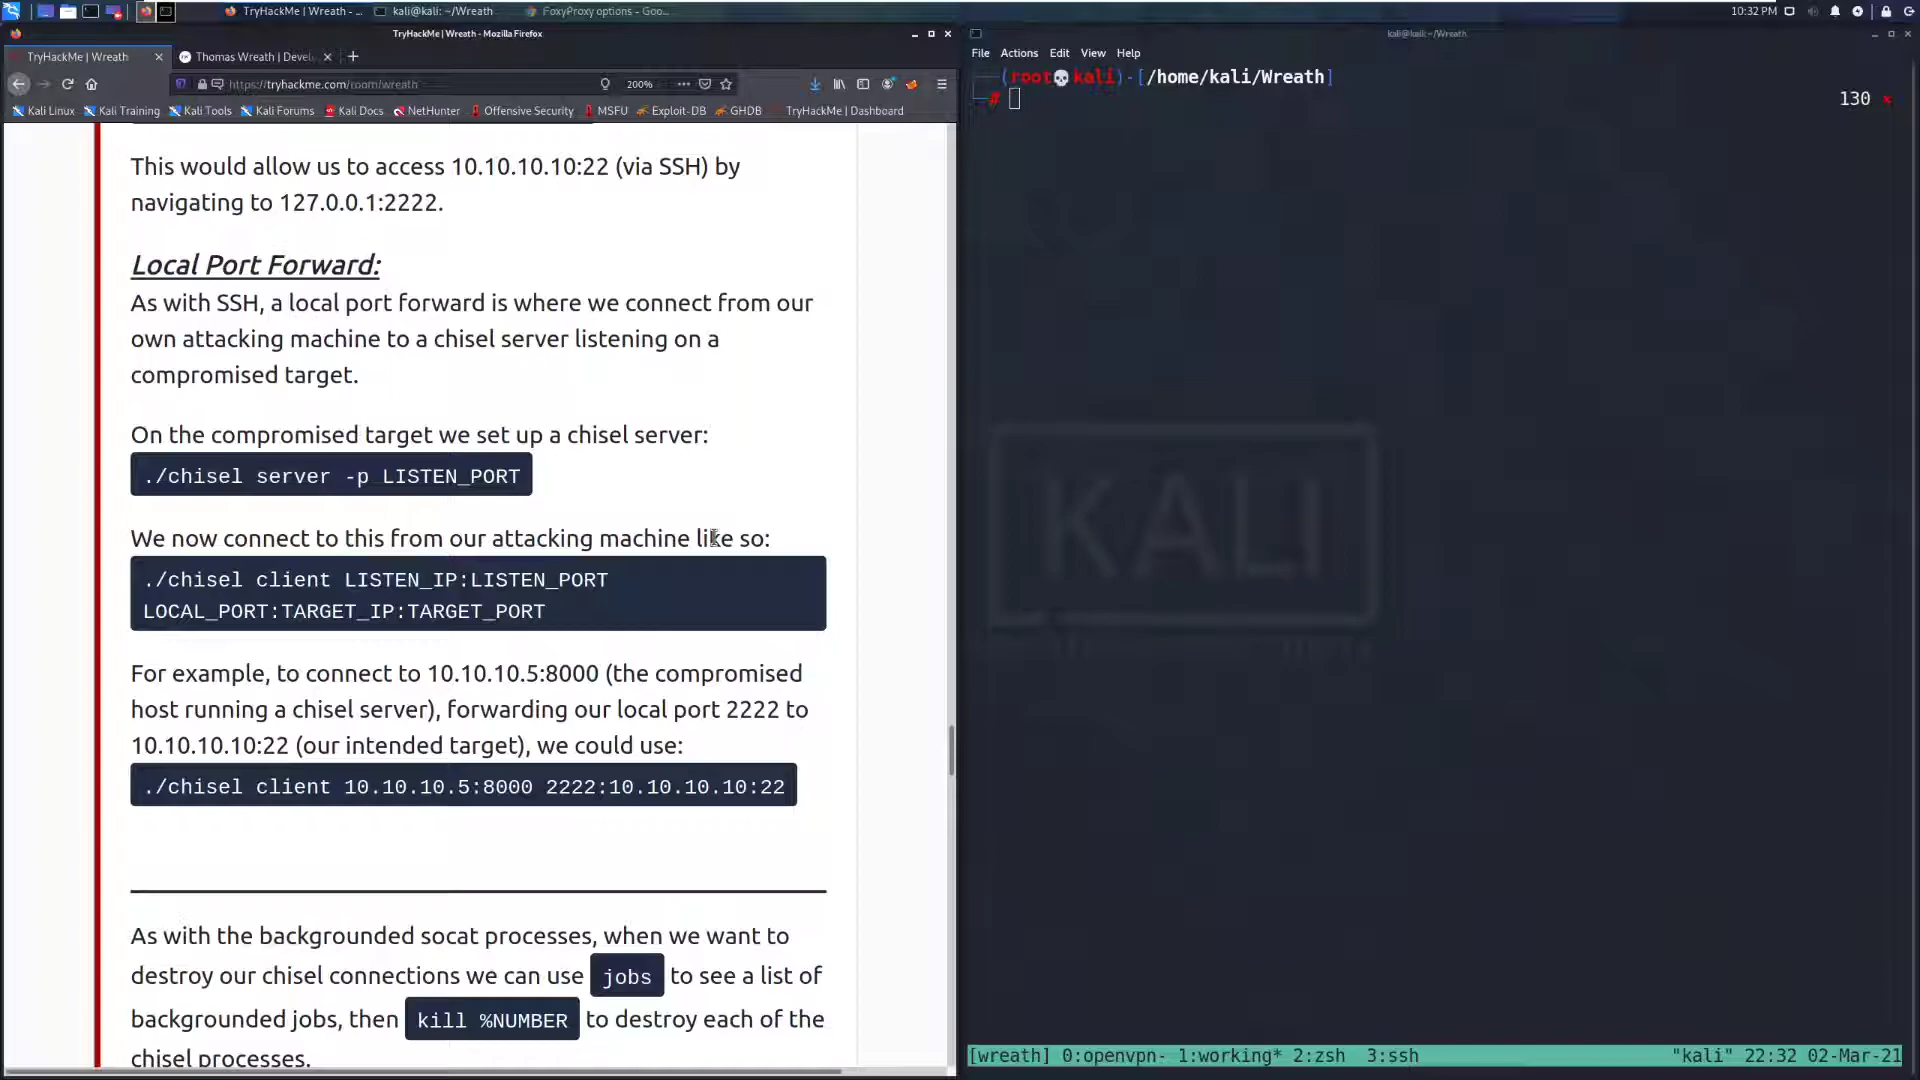 TryHackMe | Wreath - ...
kali@kali: ~/Wreath
FoxyProxy options - Goo...
10:32 PM
TryHackMe | Wreath - Mozilla Firefox
TryHackMe | Wreath
Thomas Wreath | Devel
https://tryhackme.com/room/wreath
200%
Kali Linux
Kali Training
Kali Tools
Kali Forums
Kali Docs
NetHunter
Offensive Security
MSFU
Exploit-DB
GHDB
TryHackMe | Dashboard
This would allow us to access 10.10.10.10:22 (via SSH) by
navigating to 127.0.0.1:2222.
Local Port Forward:
As with SSH, a local port forward is where we connect from our
own attacking machine to a chisel server listening on a
compromised target.
On the compromised target we set up a chisel server:
./chisel server -p LISTEN_PORT
We now connect to this from our attacking machine like so:
./chisel client LISTEN_IP:LISTEN_PORT
LOCAL_PORT:TARGET_IP:TARGET_PORT
For example, to connect to 10.10.10.5:8000 (the compromised
host running a chisel server), forwarding our local port 2222 to
10.10.10.10:22 (our intended target), we could use:
./chisel client 10.10.10.5:8000 2222:10.10.10.10:22
As with the backgrounded socat processes, when we want to
destroy our chisel connections we can use jobs to see a list of
backgrounded jobs, then kill %NUMBER to destroy each of the
chisel processes.
kali@kali: ~/Wreath
File Actions Edit View Help
(root💀kali)-[/home/kali/Wreath]
#
130 ⨯
KALI
[wreath] 0:openvpn- 1:working* 2:zsh 3:ssh
"kali" 22:32 02-Mar-21